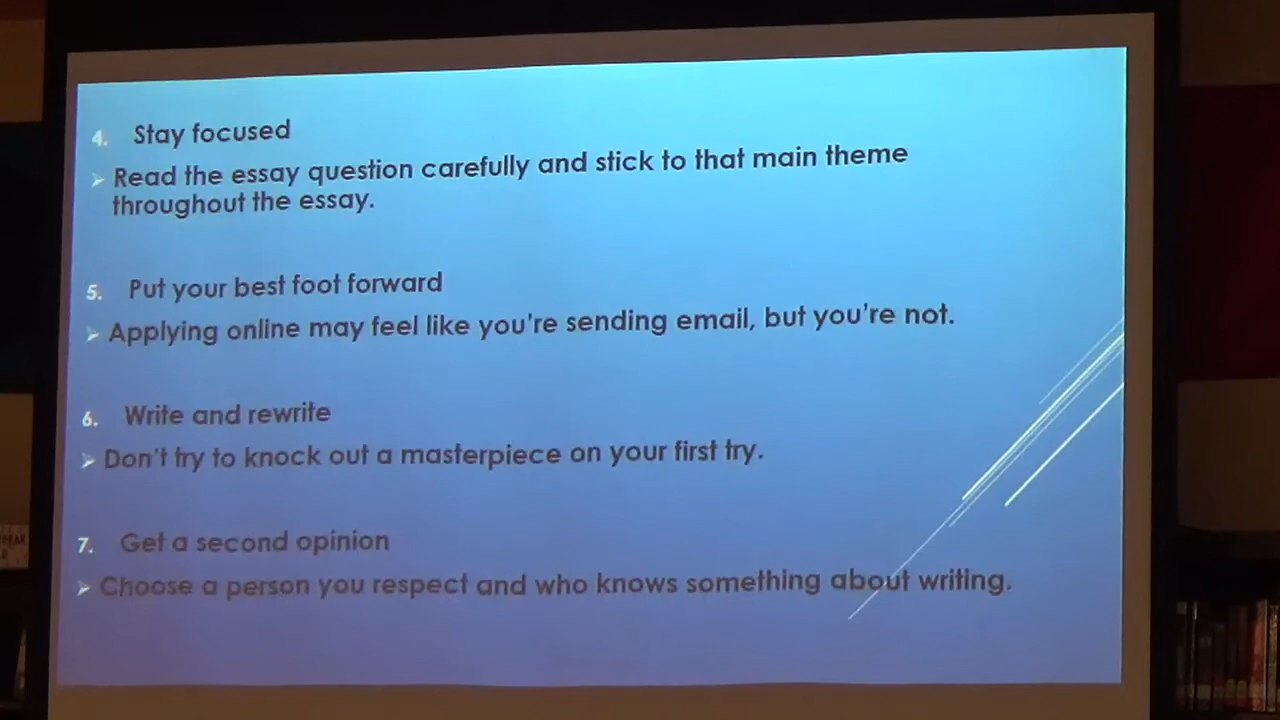 4. Stay focused
➢ Read the essay question carefully and stick to that main theme
throughout the essay.
5. Put your best foot forward
➢ Applying online may feel like you're sending email, but you're not.
6. Write and rewrite
➢ Don't try to knock out a masterpiece on your first try.
7. Get a second opinion
➢ Choose a person you respect and who knows something about writing.